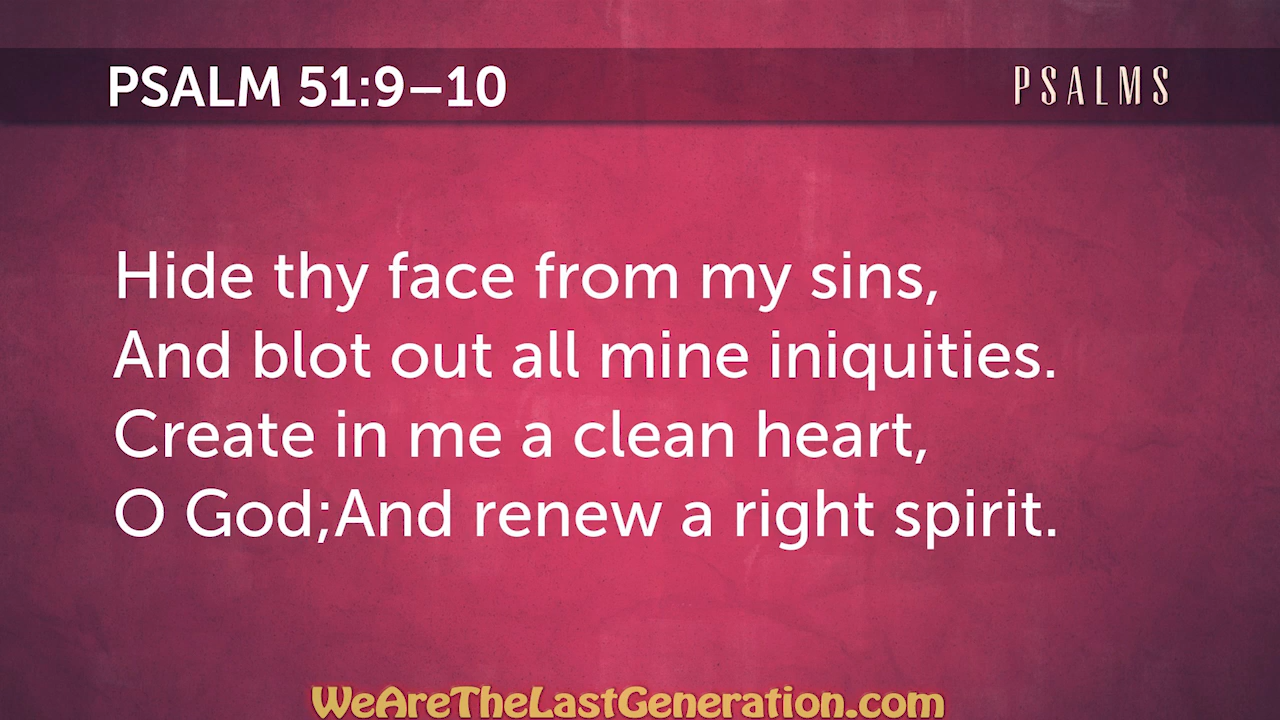 PSALM 51:9–10
PSALMS
Hide thy face from my sins,
And blot out all mine iniquities.
Create in me a clean heart,
O God;And renew a right spirit.
WeAreTheLastGeneration.com